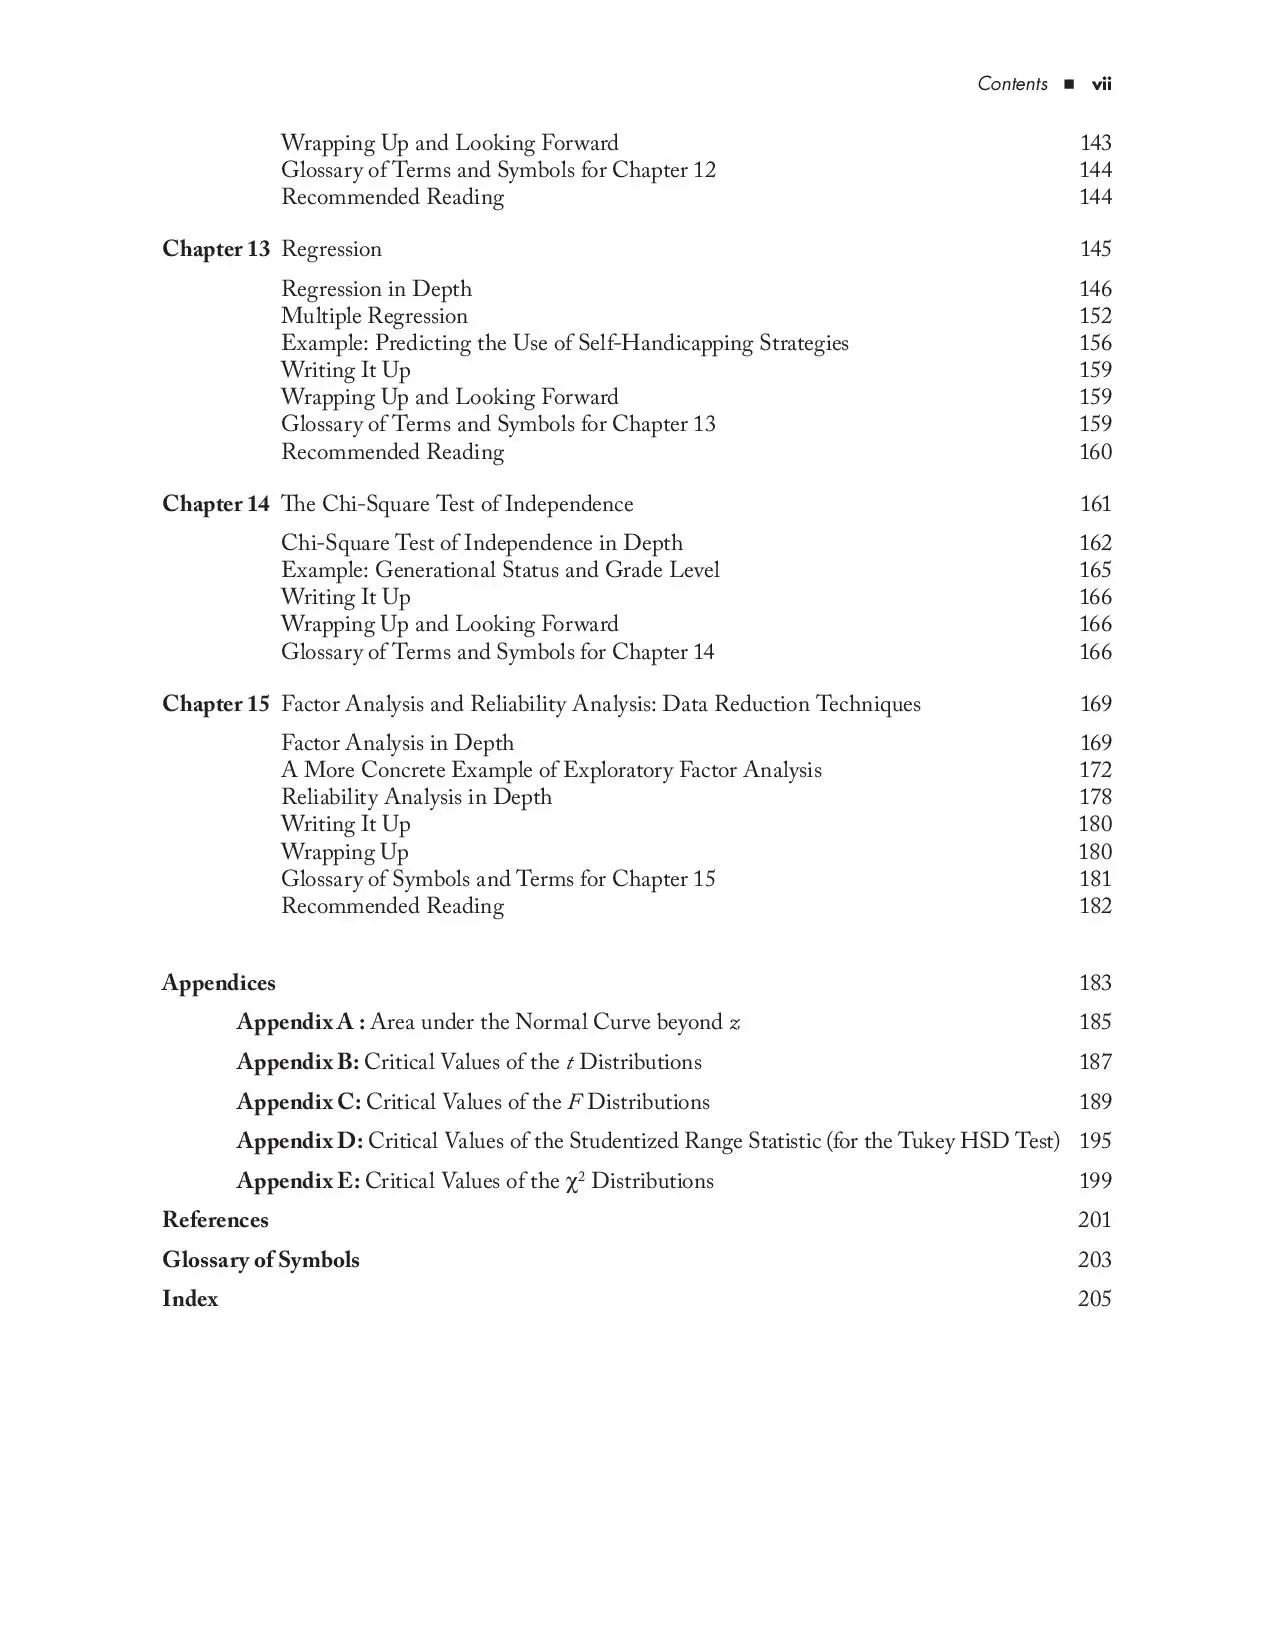 Contents ■ vii
Wrapping Up and Looking Forward 143
Glossary of Terms and Symbols for Chapter 12 144
Recommended Reading 144
Chapter 13 Regression 145
Regression in Depth 146
Multiple Regression 152
Example: Predicting the Use of Self-Handicapping Strategies 156
Writing It Up 159
Wrapping Up and Looking Forward 159
Glossary of Terms and Symbols for Chapter 13 159
Recommended Reading 160
Chapter 14 The Chi-Square Test of Independence 161
Chi-Square Test of Independence in Depth 162
Example: Generational Status and Grade Level 165
Writing It Up 166
Wrapping Up and Looking Forward 166
Glossary of Terms and Symbols for Chapter 14 166
Chapter 15 Factor Analysis and Reliability Analysis: Data Reduction Techniques 169
Factor Analysis in Depth 169
A More Concrete Example of Exploratory Factor Analysis 172
Reliability Analysis in Depth 178
Writing It Up 180
Wrapping Up 180
Glossary of Symbols and Terms for Chapter 15 181
Recommended Reading 182
Appendices 183
Appendix A : Area under the Normal Curve beyond z 185
Appendix B: Critical Values of the t Distributions 187
Appendix C: Critical Values of the F Distributions 189
Appendix D: Critical Values of the Studentized Range Statistic (for the Tukey HSD Test) 195
Appendix E: Critical Values of the χ² Distributions 199
References 201
Glossary of Symbols 203
Index 205